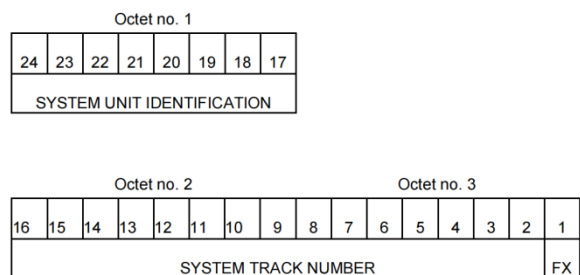 Octet no. 1
24 23 22 21 20 19 18 17
SYSTEM UNIT IDENTIFICATION
Octet no. 2 Octet no. 3
16 15 14 13 12 11 10 9 8 7 6 5 4 3 2 1
SYSTEM TRACK NUMBER FX